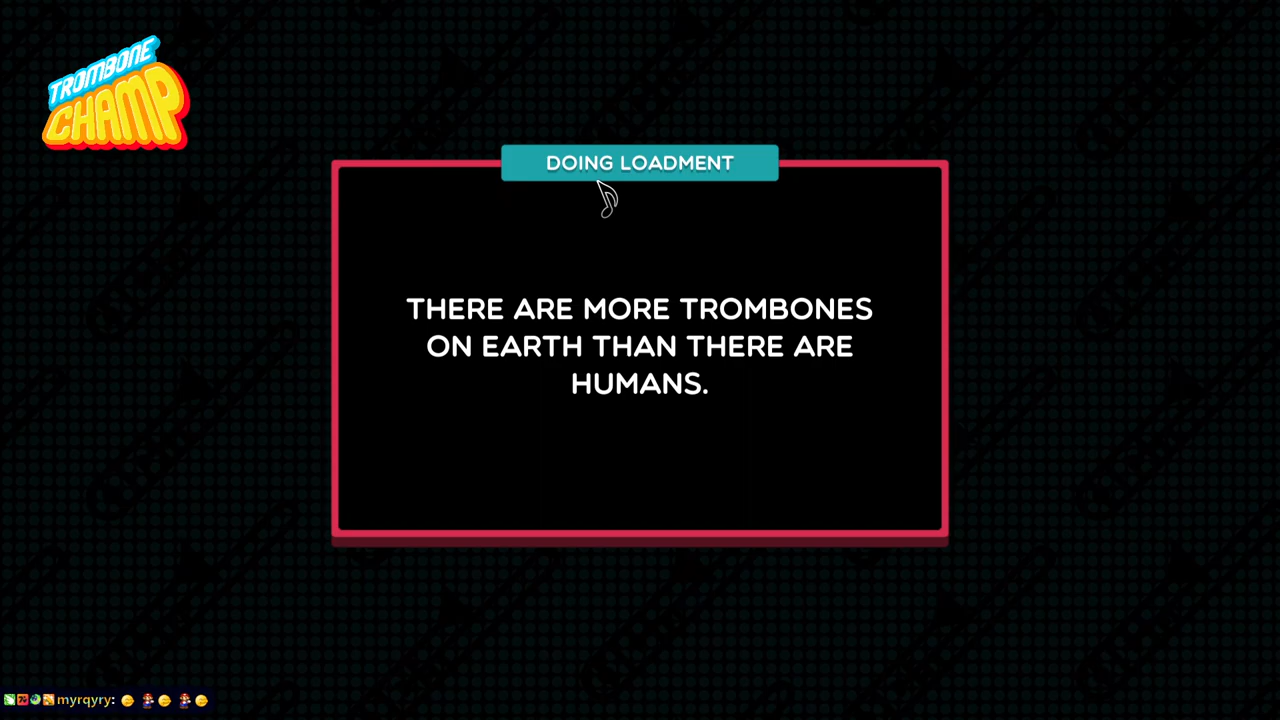 TROMBONE
CHAMP
DOING LOADMENT
THERE ARE MORE TROMBONES
ON EARTH THAN THERE ARE
HUMANS.
myrqyry: